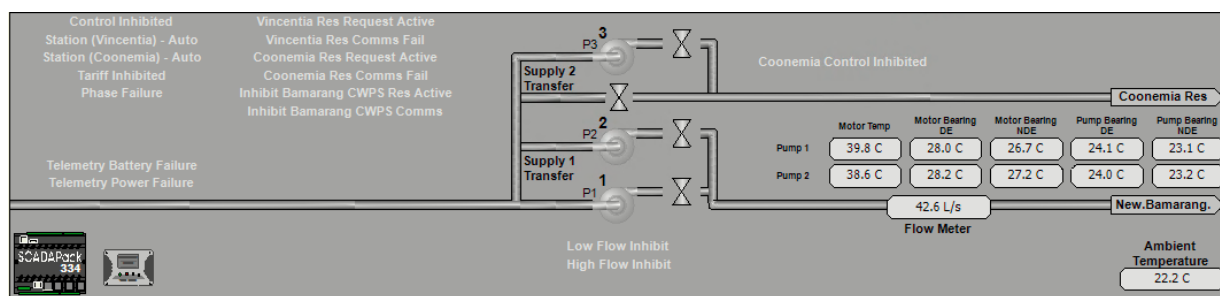 Control Inhibited
Station (Vincentia) - Auto
Station (Coonemia) - Auto
Tariff Inhibited
Phase Failure
Vincentia Res Request Active
Vincentia Res Comms Fail
Coonemia Res Request Active
Coonemia Res Comms Fail
Inhibit Bamarang CWPS Res Active
Inhibit Bamarang CWPS Comms
Telemetry Battery Failure
Telemetry Power Failure
3
P3
Supply 2
Transfer
2
P2
Supply 1
Transfer
1
P1
Coonemia Control Inhibited
Coonemia Res
Motor Temp
Motor Bearing
DE
Motor Bearing
NDE
Pump Bearing
DE
Pump Bearing
NDE
Pump 1 39.8 C 28.0 C 26.7 C 24.1 C 23.1 C
Pump 2 38.6 C 28.2 C 27.2 C 24.0 C 23.2 C
42.6 L/s
Flow Meter
New.Bamarang.
Low Flow Inhibit
High Flow Inhibit
SCADAPack
334
Ambient
Temperature
22.2 C